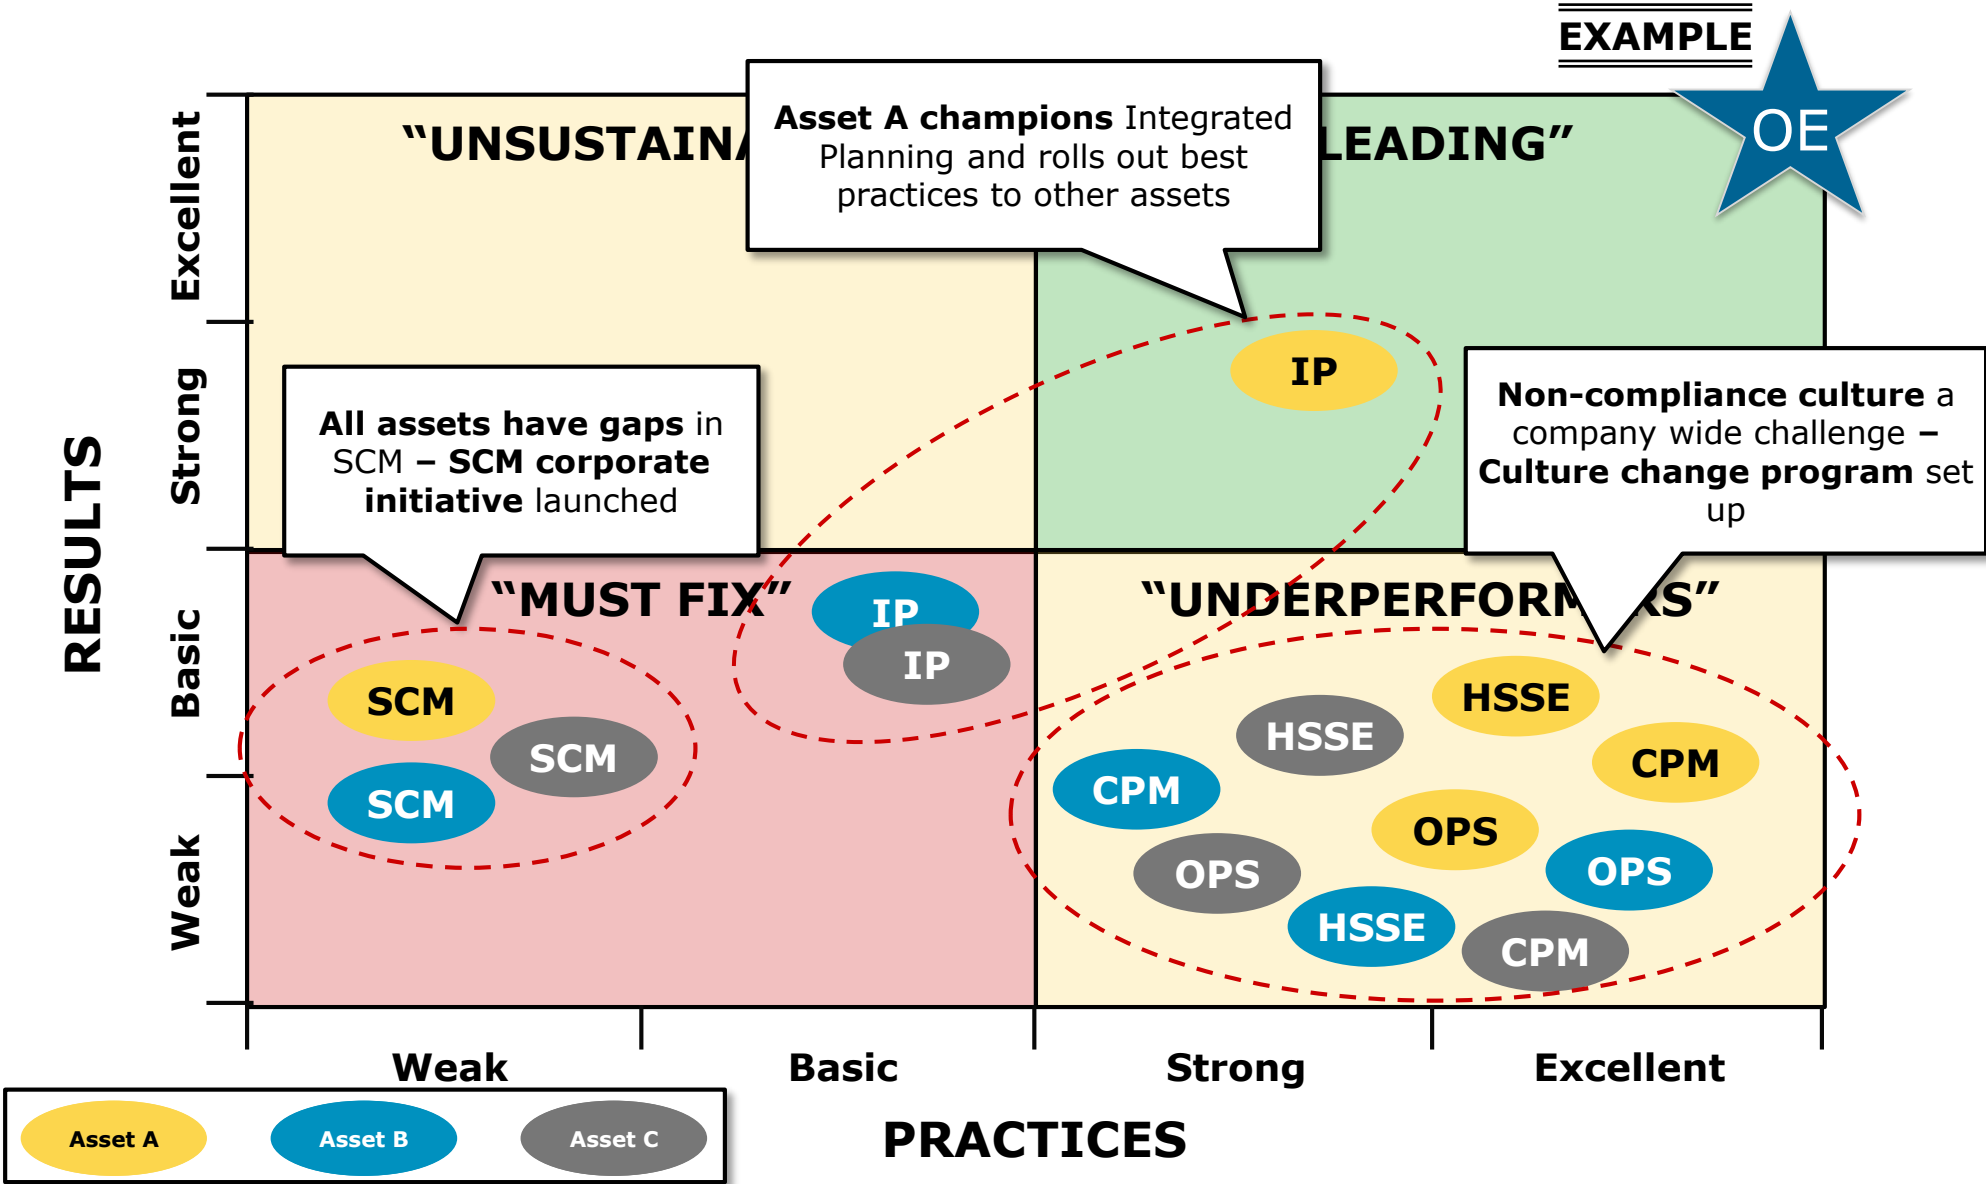 EXAMPLE
OE
Asset A champions Integrated
Planning and rolls out best
practices to other assets
“UNSUSTAINA
LEADING”
Excellent
Strong
Basic
Weak
RESULTS
All assets have gaps in
SCM – SCM corporate
initiative launched
IP
Non-compliance culture a
company wide challenge –
Culture change program set
up
“MUST FIX”
IP
IP
“UNDERPERFORM
RS”
SCM
SCM
SCM
HSSE
HSSE
CPM
CPM
OPS
OPS
OPS
HSSE
CPM
Weak
Basic
Strong
Excellent
PRACTICES
Asset A
Asset B
Asset C